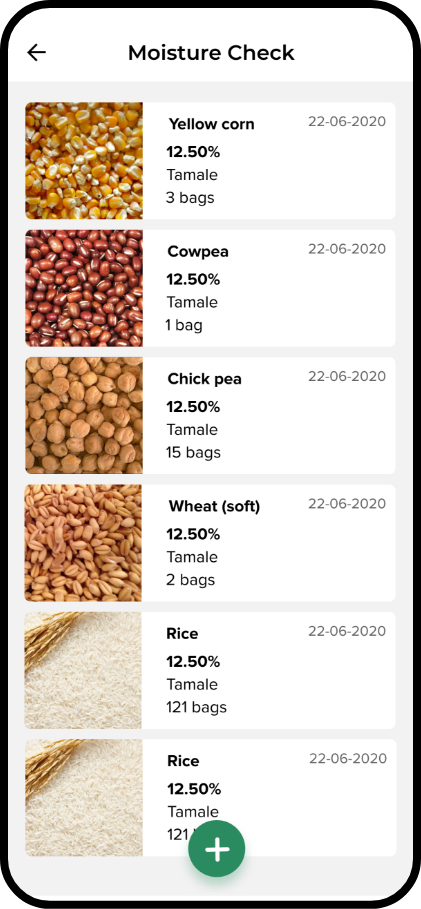 Moisture Check
Yellow corn
22-06-2020
12.50%
Tamale
3 bags
Cowpea
22-06-2020
12.50%
Tamale
1 bag
Chick pea
22-06-2020
12.50%
Tamale
15 bags
Wheat (soft)
22-06-2020
12.50%
Tamale
2 bags
Rice
22-06-2020
12.50%
Tamale
121 bags
Rice
22-06-2020
12.50%
Tamale
121